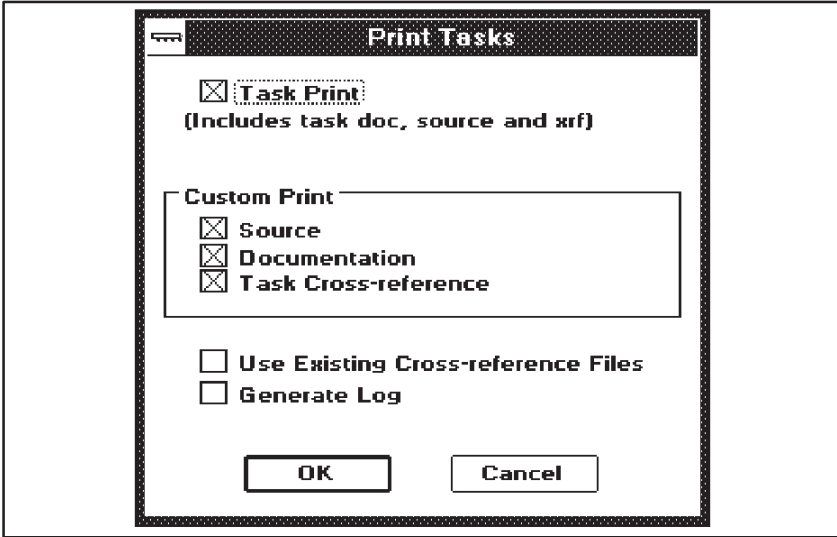 Print Tasks
Task Print
(Includes task doc, source and xrf)
Custom Print
Source
Documentation
Task Cross-reference
Use Existing Cross-reference Files
Generate Log
OK
Cancel